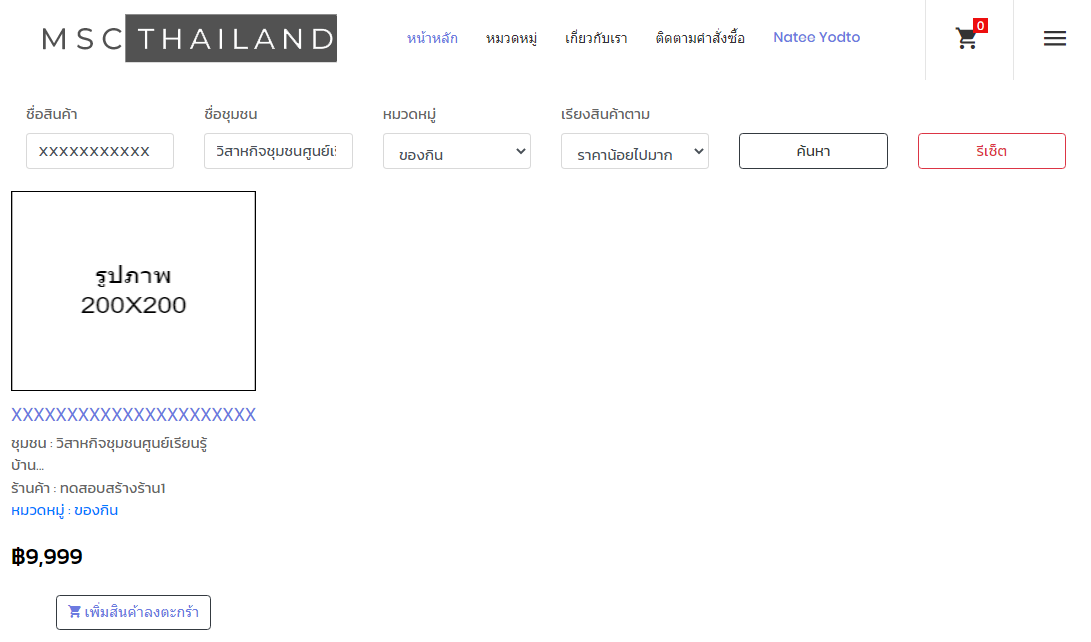 MSC THAILAND
หน้าหลัก หมวดหมู่ เกี่ยวกับเรา ติดตามคำสั่งซื้อ Natee Yodto 0
ชื่อสินค้า ชื่อชุมชน หมวดหมู่ เรียงสินค้าตาม
XXXXXXXXXXX วิสาหกิจชุมชนศูนย์เรี ของกิน ราคาน้อยไปมาก ค้นหา รีเซ็ต
รูปภาพ
200X200
XXXXXXXXXXXXXXXXXXXXXX
ชุมชน : วิสาหกิจชุมชนศูนย์เรียนรู้
บ้าน...
ร้านค้า : ทดสอบสร้างร้าน1
หมวดหมู่ : ของกิน
฿9,999
เพิ่มสินค้าลงตะกร้า